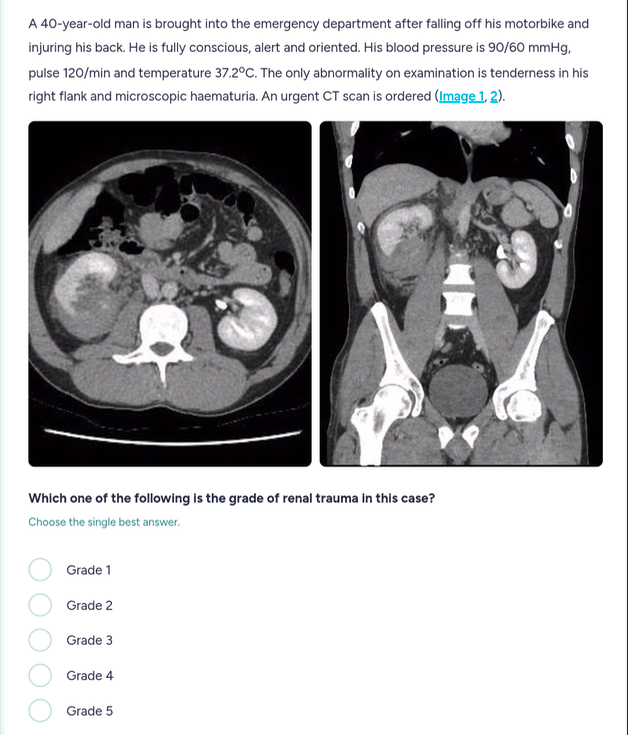 A 40-year-old man is brought into the emergency department after falling off his motorbike and
injuring his back. He is fully conscious, alert and oriented. His blood pressure is 90/60 mmHg,
pulse 120/min and temperature 37.2ºC. The only abnormality on examination is tenderness in his
right flank and microscopic haematuria. An urgent CT scan is ordered (Image 1, 2).
Which one of the following is the grade of renal trauma in this case?
Choose the single best answer.
Grade 1
Grade 2
Grade 3
Grade 4
Grade 5